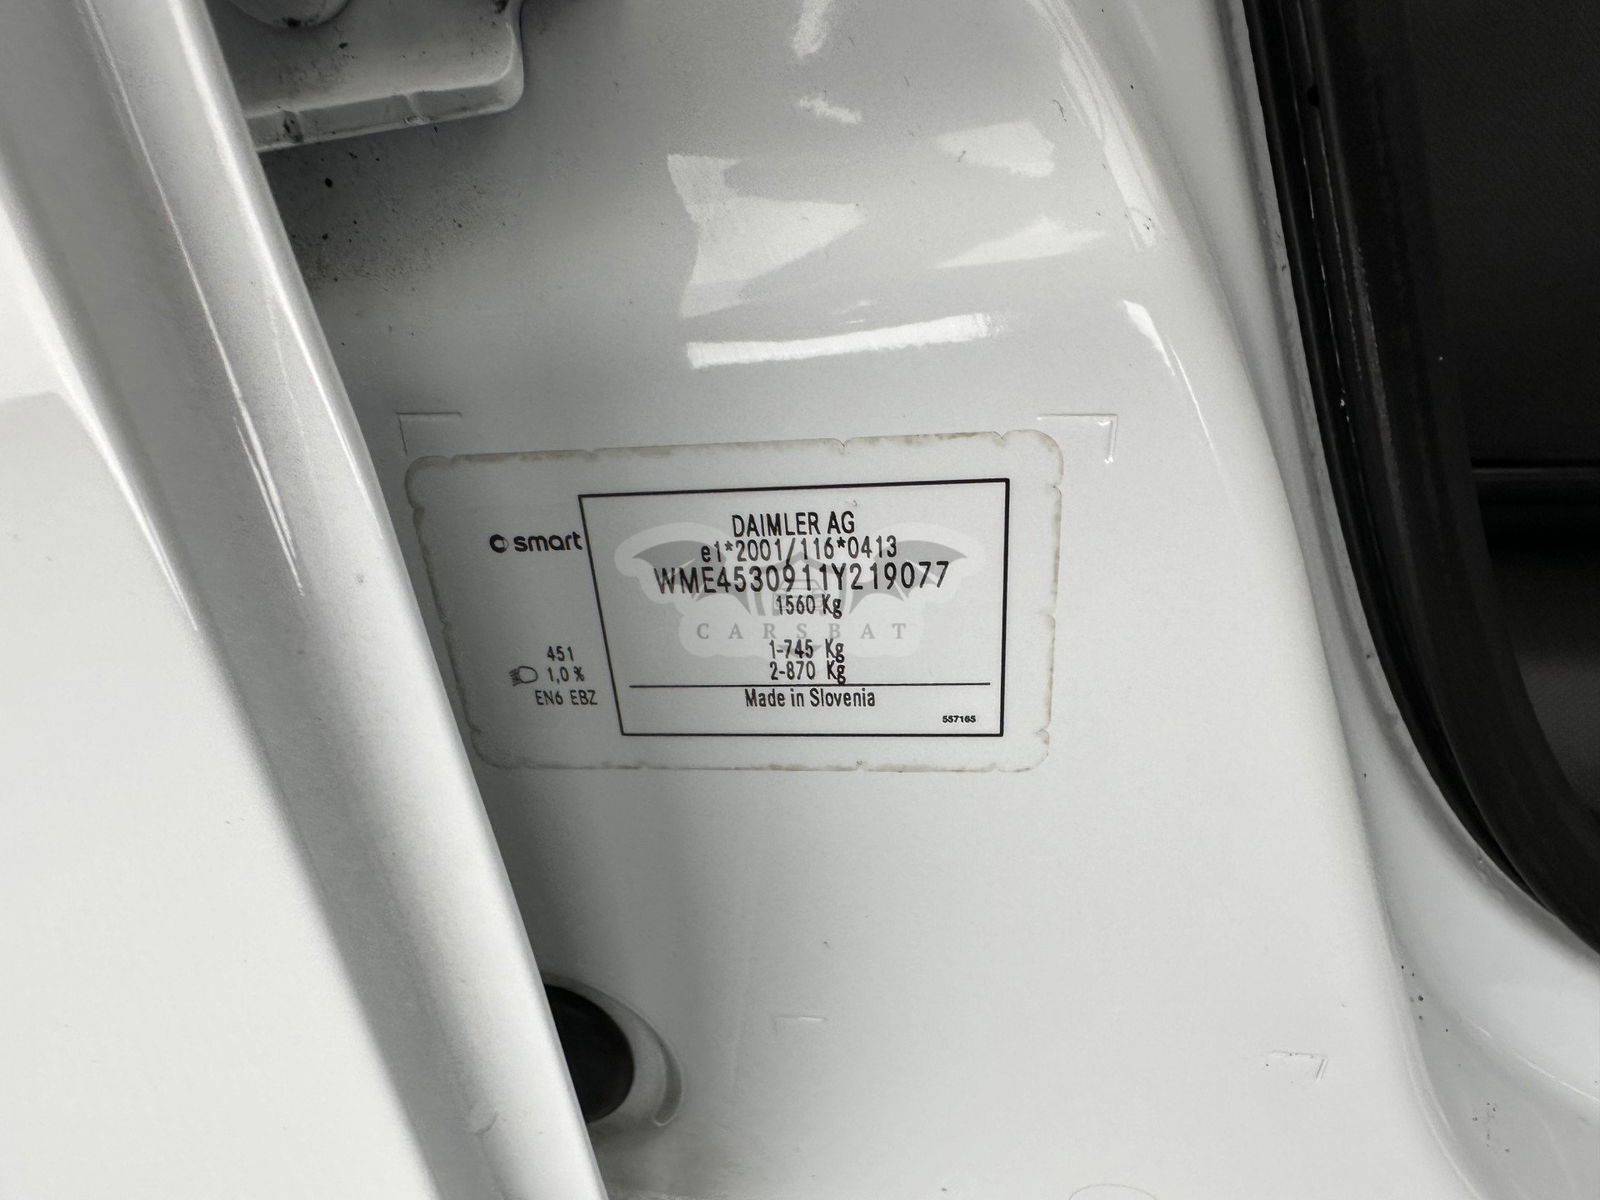 smart
DAIMLER AG
e1*2001/116*0413
WME4530911Y219077
1560 Kg
CARSBAT
1-745 Kg
2-870 Kg
451
1,0 %
EN6 EBZ
Made in Slovenia
557165